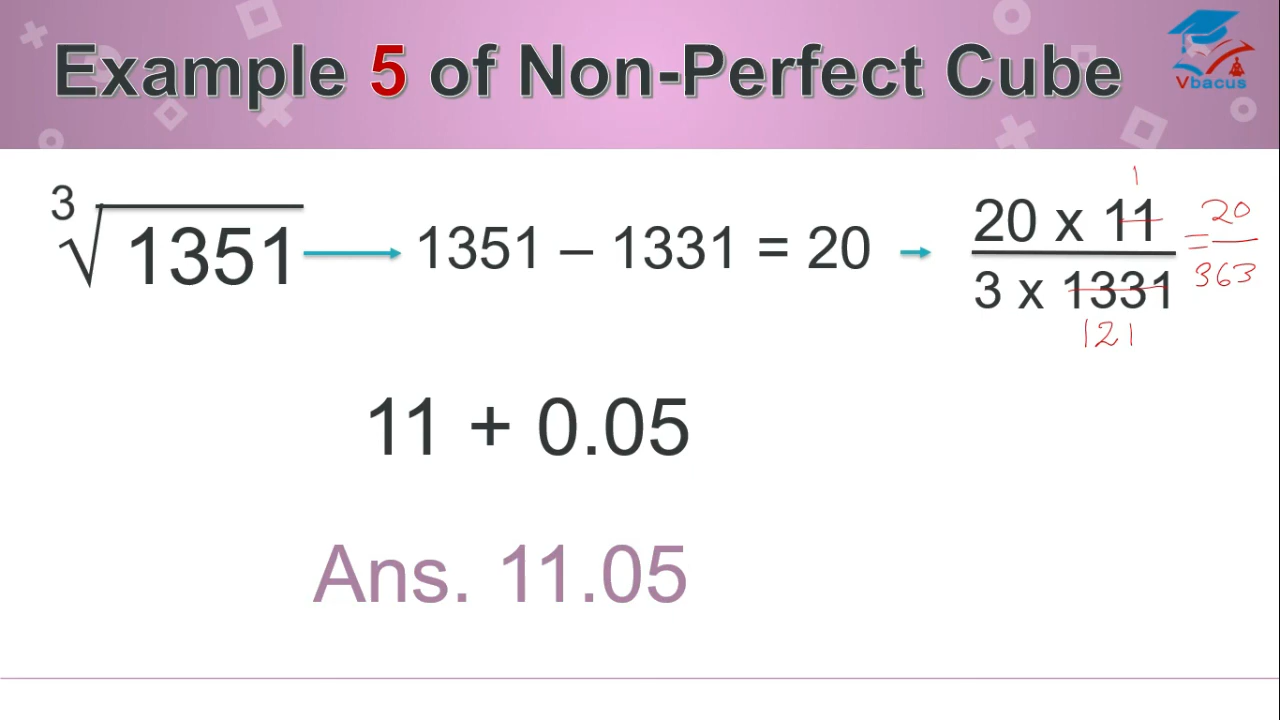 Example 5 of Non-Perfect Cube
Vbacus
3√1351 → 1351 – 1331 = 20 →
1
20 x 11
3 x 1331
121
= 20
363
11 + 0.05
Ans. 11.05